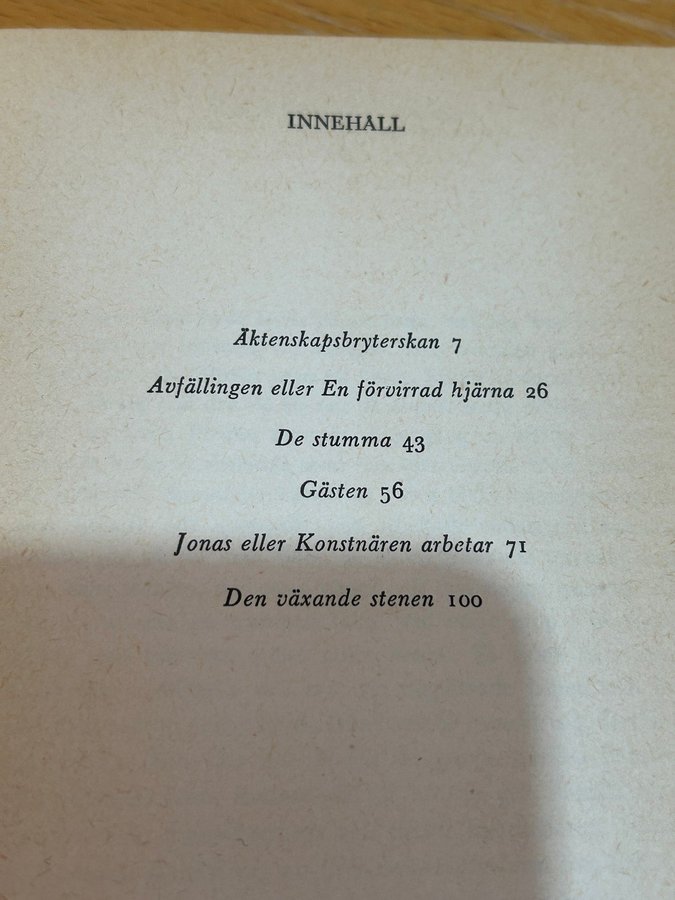 INNEHÅLL
Äktenskapsbryterskan 7
Avfällingen eller En förvirrad hjärna 26
De stumma 43
Gästen 56
Jonas eller Konstnären arbetar 71
Den växande stenen 100